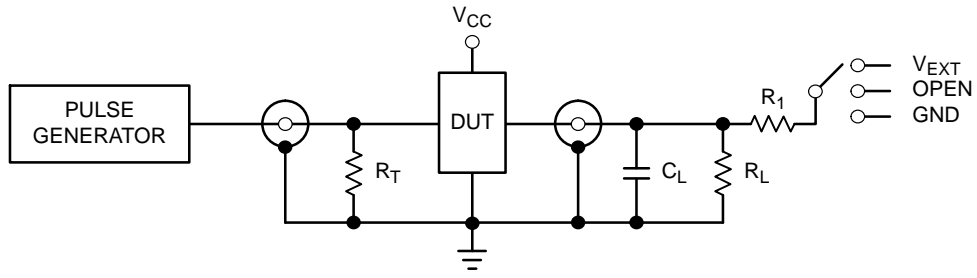 V_CC
PULSE
GENERATOR
R_T
DUT
C_L
R_L
R_1
V_EXT
OPEN
GND